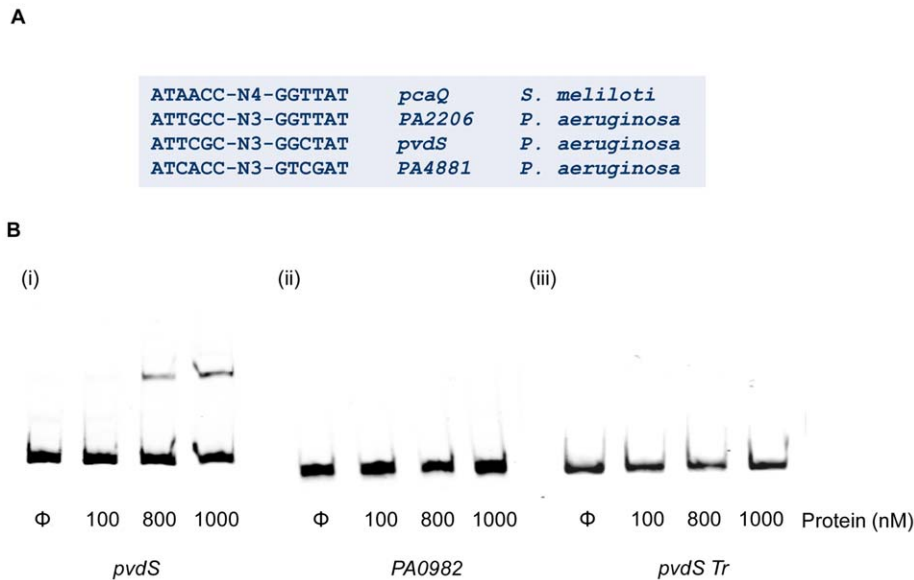 A
ATAACC-N4-GGTTAT pcaQ S. meliloti
ATTGCC-N3-GGTTAT PA2206 P. aeruginosa
ATTCGC-N3-GGCTAT pvdS P. aeruginosa
ATCACC-N3-GTCGAT PA4881 P. aeruginosa
B
(i) (ii) (iii)
Φ 100 800 1000 Φ 100 800 1000 Φ 100 800 1000 Protein (nM)
pvdS PA0982 pvdS Tr